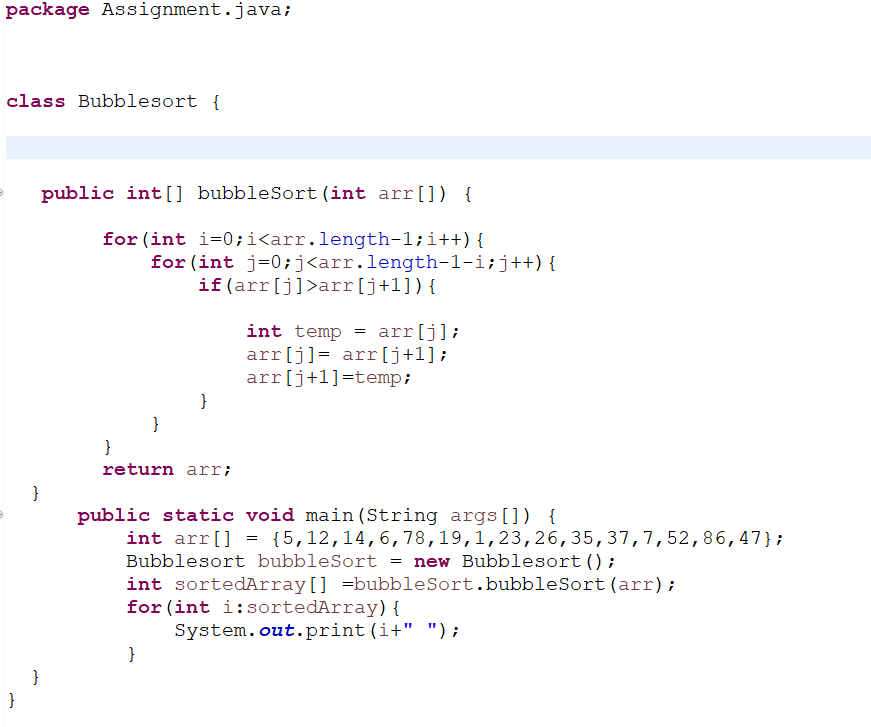 package Assignment.java;
class Bubblesort {
public int[] bubbleSort(int arr[]) {
for(int i=0;i<arr.length-1;i++){
for(int j=0;j<arr.length-1-i;j++){
if(arr[j]>arr[j+1]){
int temp = arr[j];
arr[j]= arr[j+1];
arr[j+1]=temp;
}
}
}
return arr;
}
public static void main(String args[]) {
int arr[] = {5,12,14,6,78,19,1,23,26,35,37,7,52,86,47};
Bubblesort bubbleSort = new Bubblesort();
int sortedArray[] =bubbleSort.bubbleSort(arr);
for(int i:sortedArray){
System.out.print(i+" ");
}
}
}